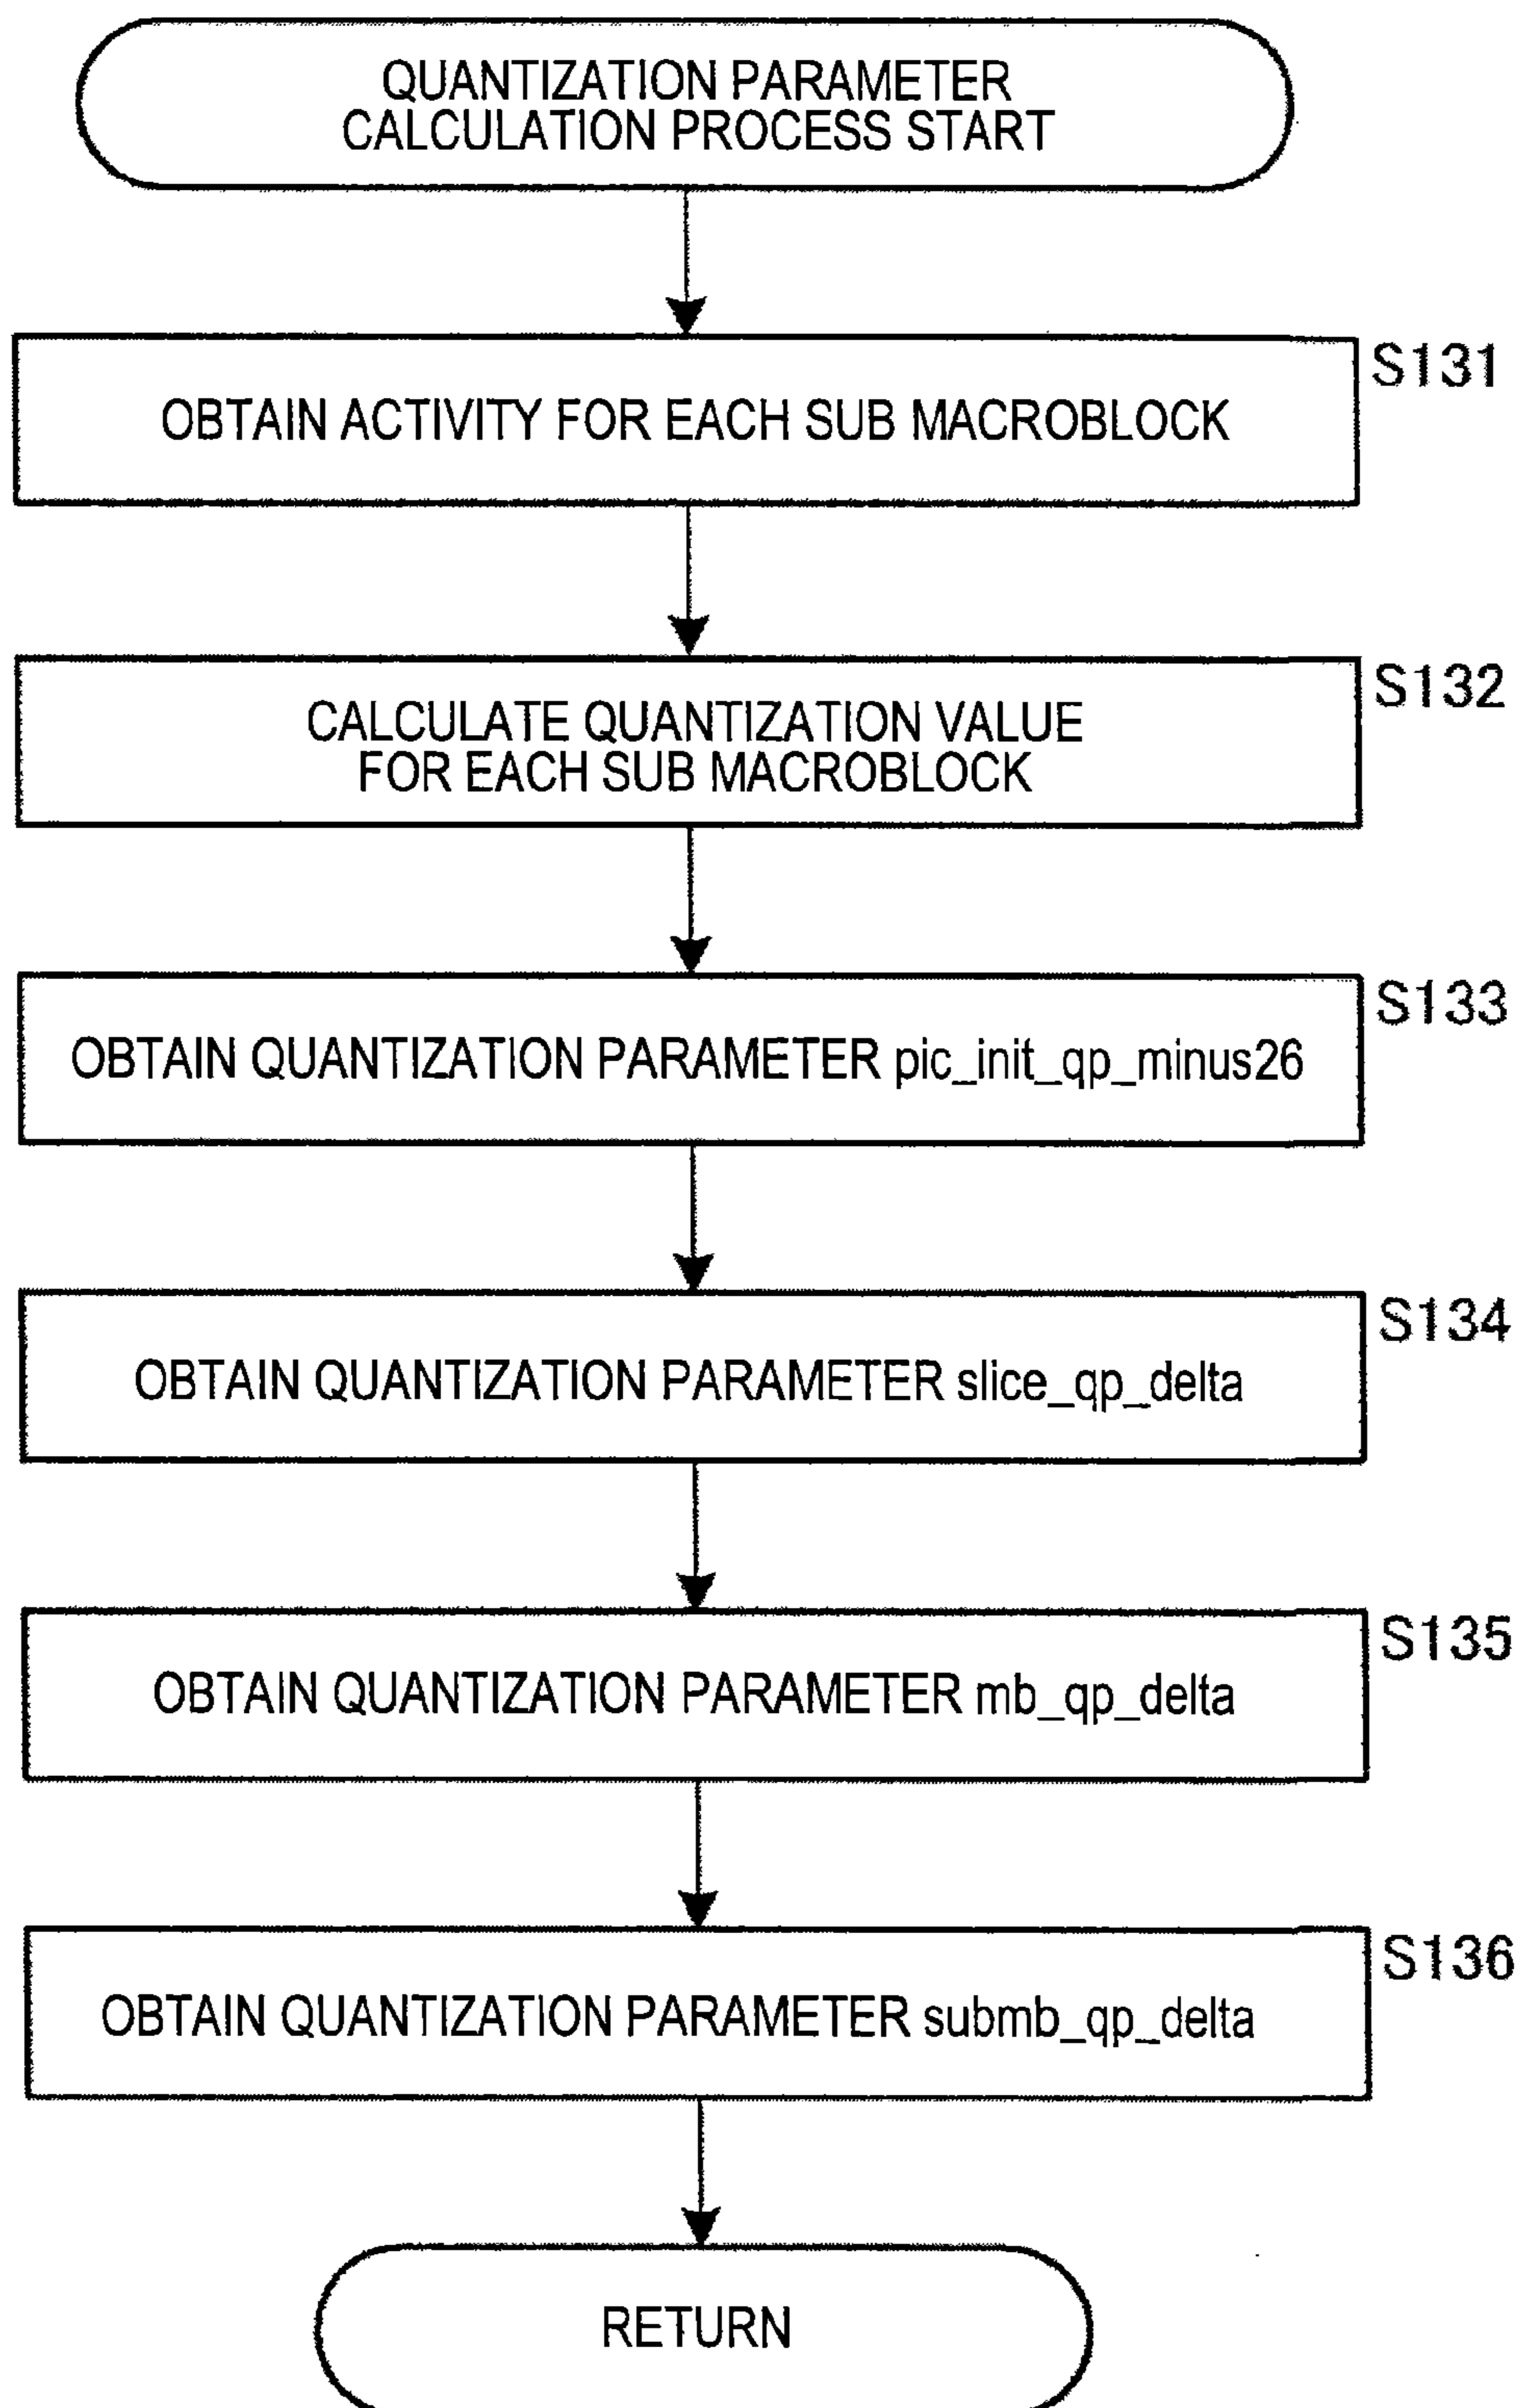 QUANTIZATION PARAMETER
CALCULATION PROCESS START
S131
OBTAIN ACTIVITY FOR EACH SUB MACROBLOCK
S132
CALCULATE QUANTIZATION VALUE
FOR EACH SUB MACROBLOCK
S133
OBTAIN QUANTIZATION PARAMETER pic_init_qp_minus26
S134
OBTAIN QUANTIZATION PARAMETER slice_qp_delta
S135
OBTAIN QUANTIZATION PARAMETER mb_qp_delta
S136
OBTAIN QUANTIZATION PARAMETER submb_qp_delta
RETURN